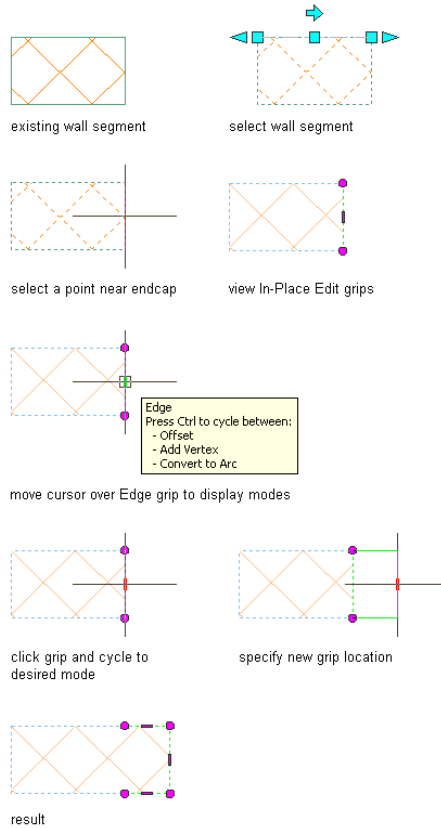 existing wall segment
select wall segment
select a point near endcap
view In-Place Edit grips
Edge
Press Ctrl to cycle between:
- Offset
- Add Vertex
- Convert to Arc
move cursor over Edge grip to display modes
click grip and cycle to
desired mode
specify new grip location
result